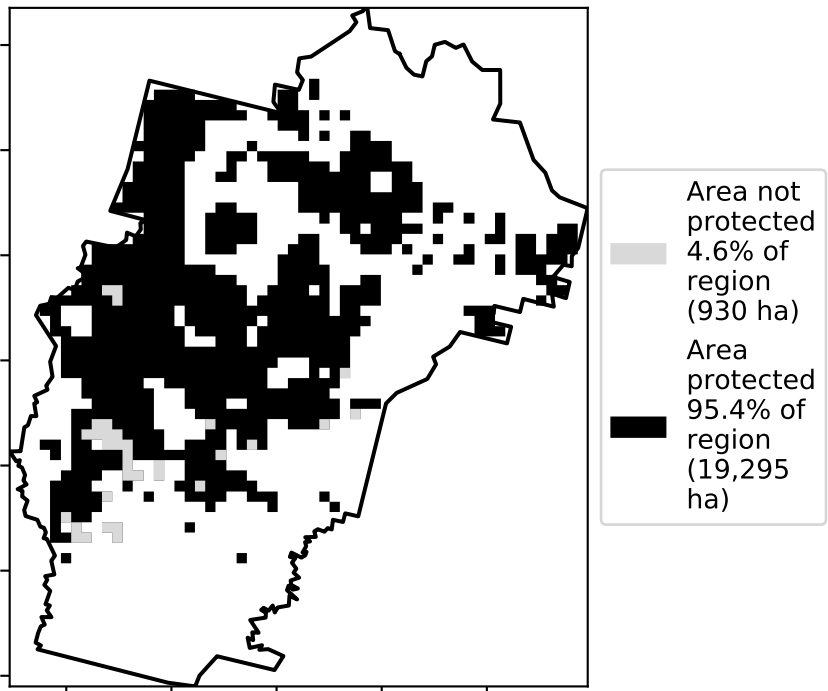 Area not
protected
4.6% of
region
(930 ha)
Area
protected
95.4% of
region
(19,295
ha)